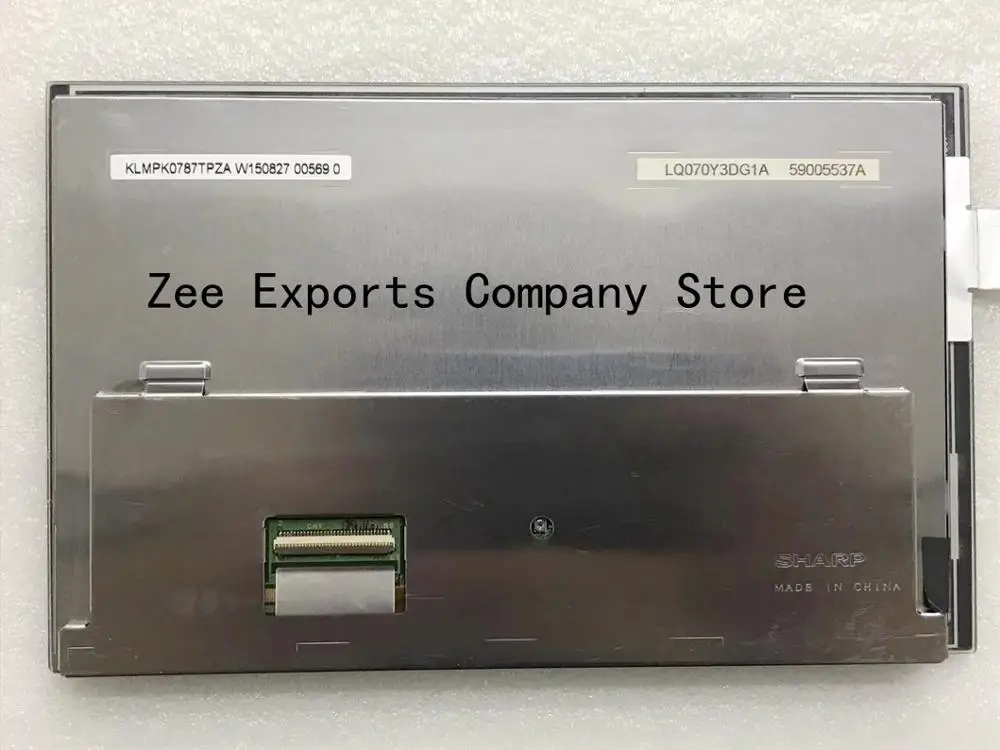 KLMPK0787TPZA W150827 00569 0
LQ070Y3DG1A 59005537A
Zee Exports Company Store
SHARP
MADE IN CHINA